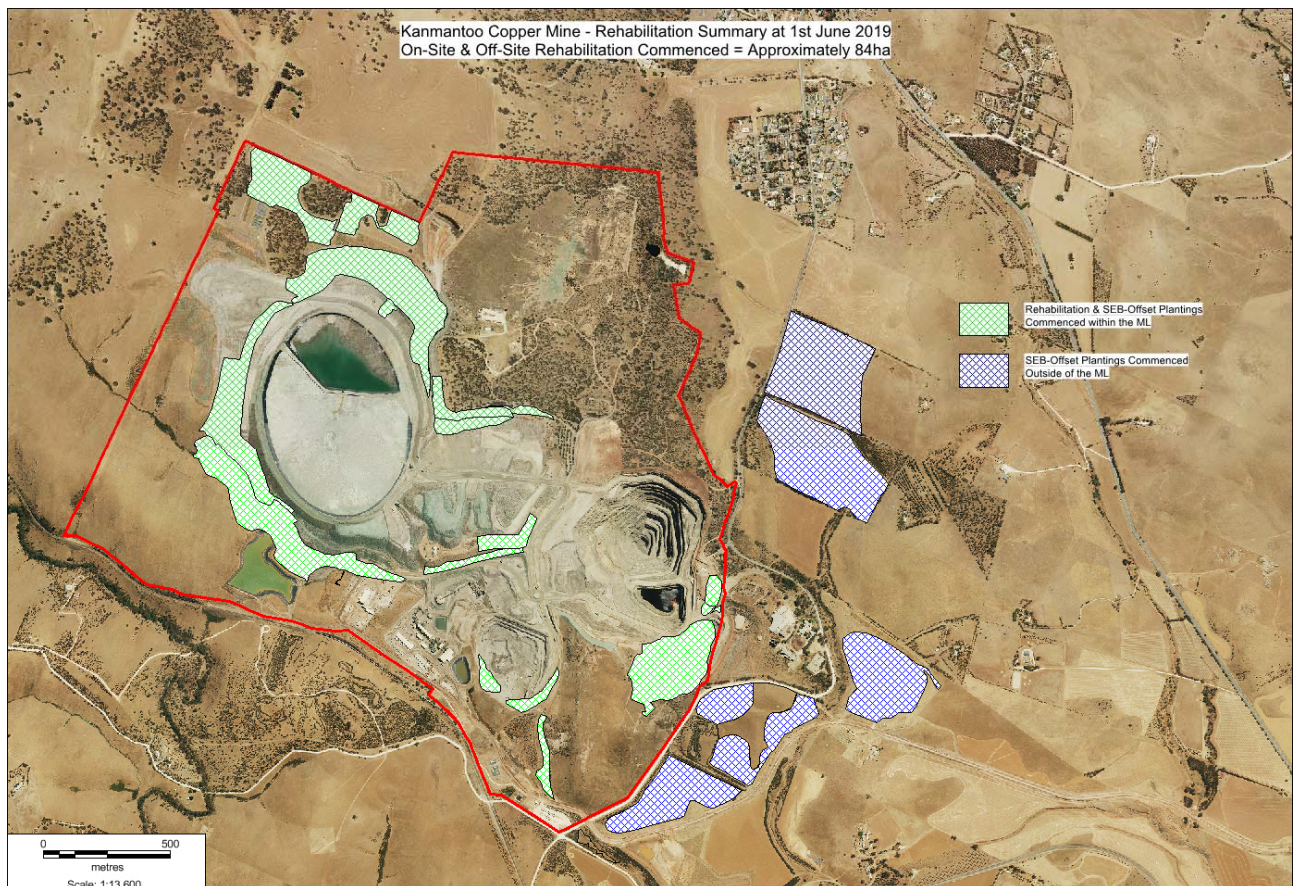 Kanmantoo Copper Mine - Rehabilitation Summary at 1st June 2019
On-Site & Off-Site Rehabilitation Commenced = Approximately 84ha
Rehabilitation & SEB-Offset Plantings
Commenced within the ML
SEB-Offset Plantings Commenced
Outside of the ML
0 500
metres
Scale: 1:13,600